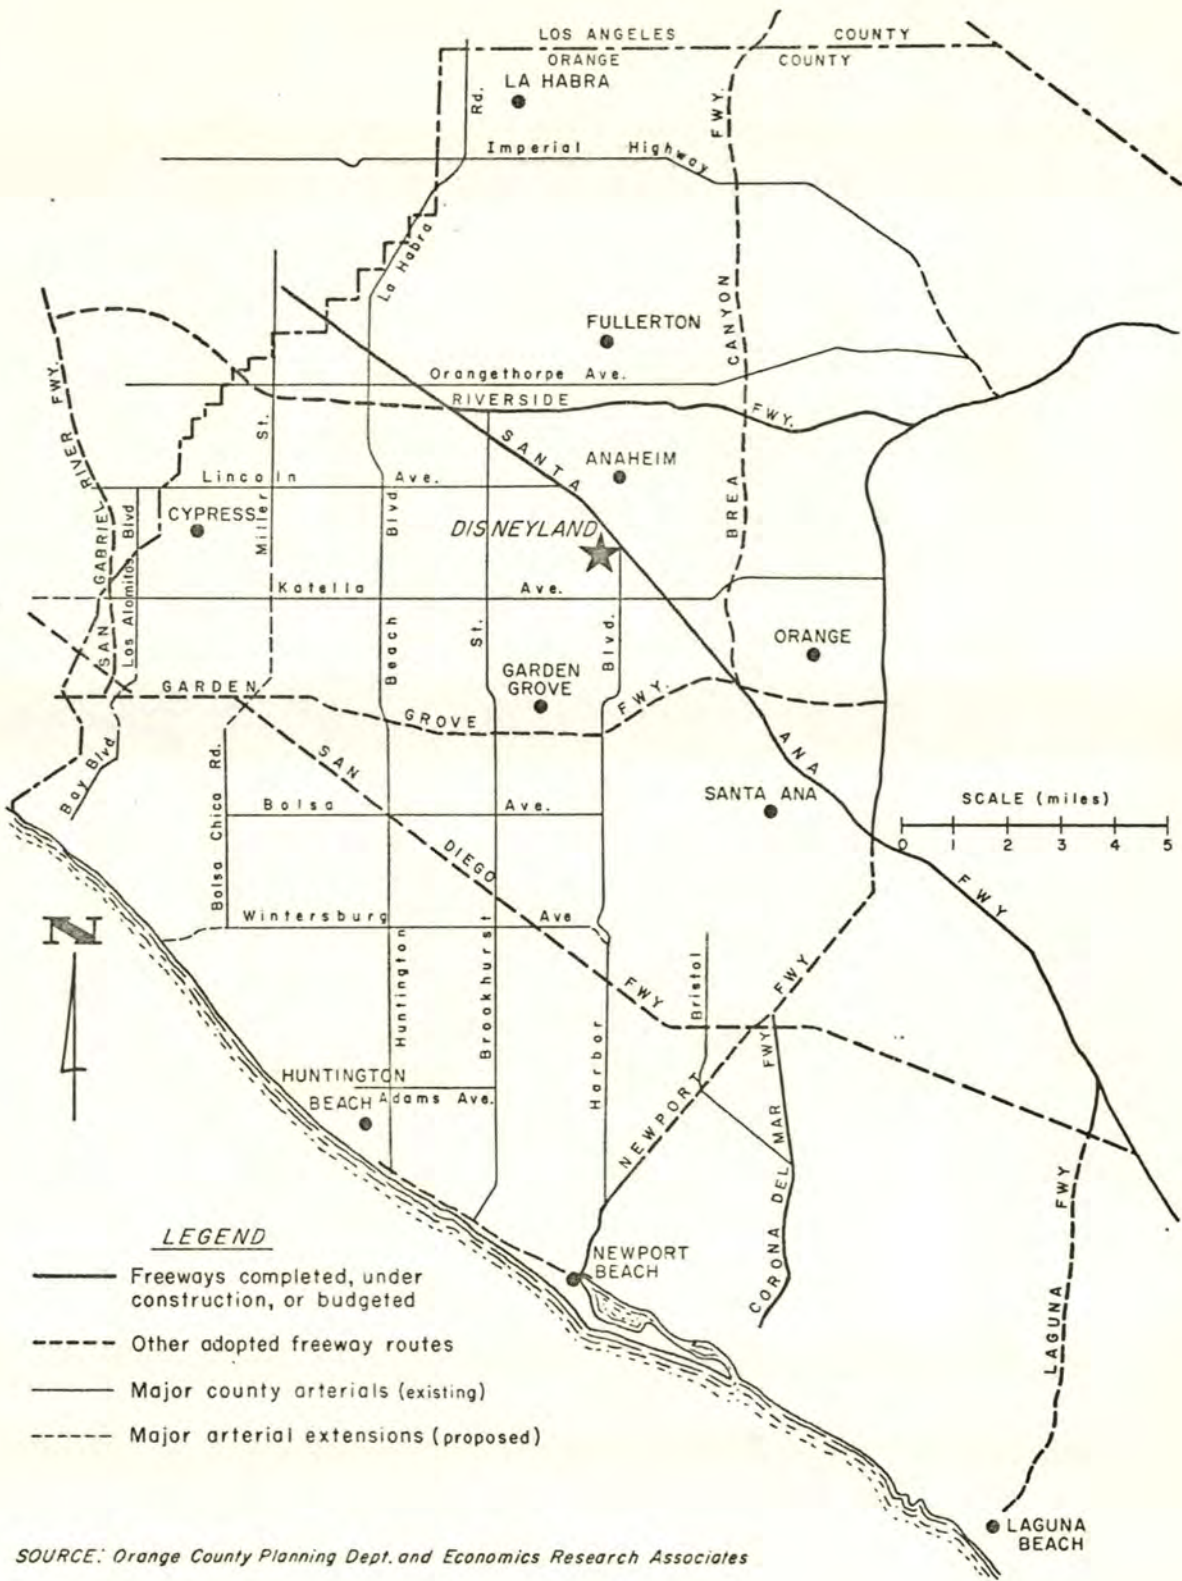 LOS ANGELES COUNTY
ORANGE COUNTY
LA HABRA
Rd.
FWY.
Imperial Highway
La Habra
CANYON
FULLERTON
RIVER FWY.
Orangethorpe Ave.
RIVERSIDE FWY.
St.
SANTA
ANAHEIM
Lincoln Ave.
BREA
CYPRESS
Miller
Blvd.
DISNEYLAND
SAN GABRIEL
Los Alamitos Blvd
Katella Ave.
Beach
St.
Blvd.
ORANGE
GARDEN
GROVE
GARDEN GROVE FWY.
ANA
SAN
Bay Blvd
Bolsa Chica Rd.
Bolsa Ave.
SANTA ANA
SCALE (miles)
0 1 2 3 4 5
DIEGO
FWY
Wintersburg Ave
N
Huntington
Brookhurst
Harbor
FWY
Bristol
FWY
HUNTINGTON
BEACH
Adams Ave.
NEWPORT
CORONA DEL MAR FWY
LAGUNA FWY
NEWPORT
BEACH
LEGEND
Freeways completed, under
construction, or budgeted
Other adopted freeway routes
Major county arterials (existing)
Major arterial extensions (proposed)
LAGUNA
BEACH
SOURCE: Orange County Planning Dept. and Economics Research Associates